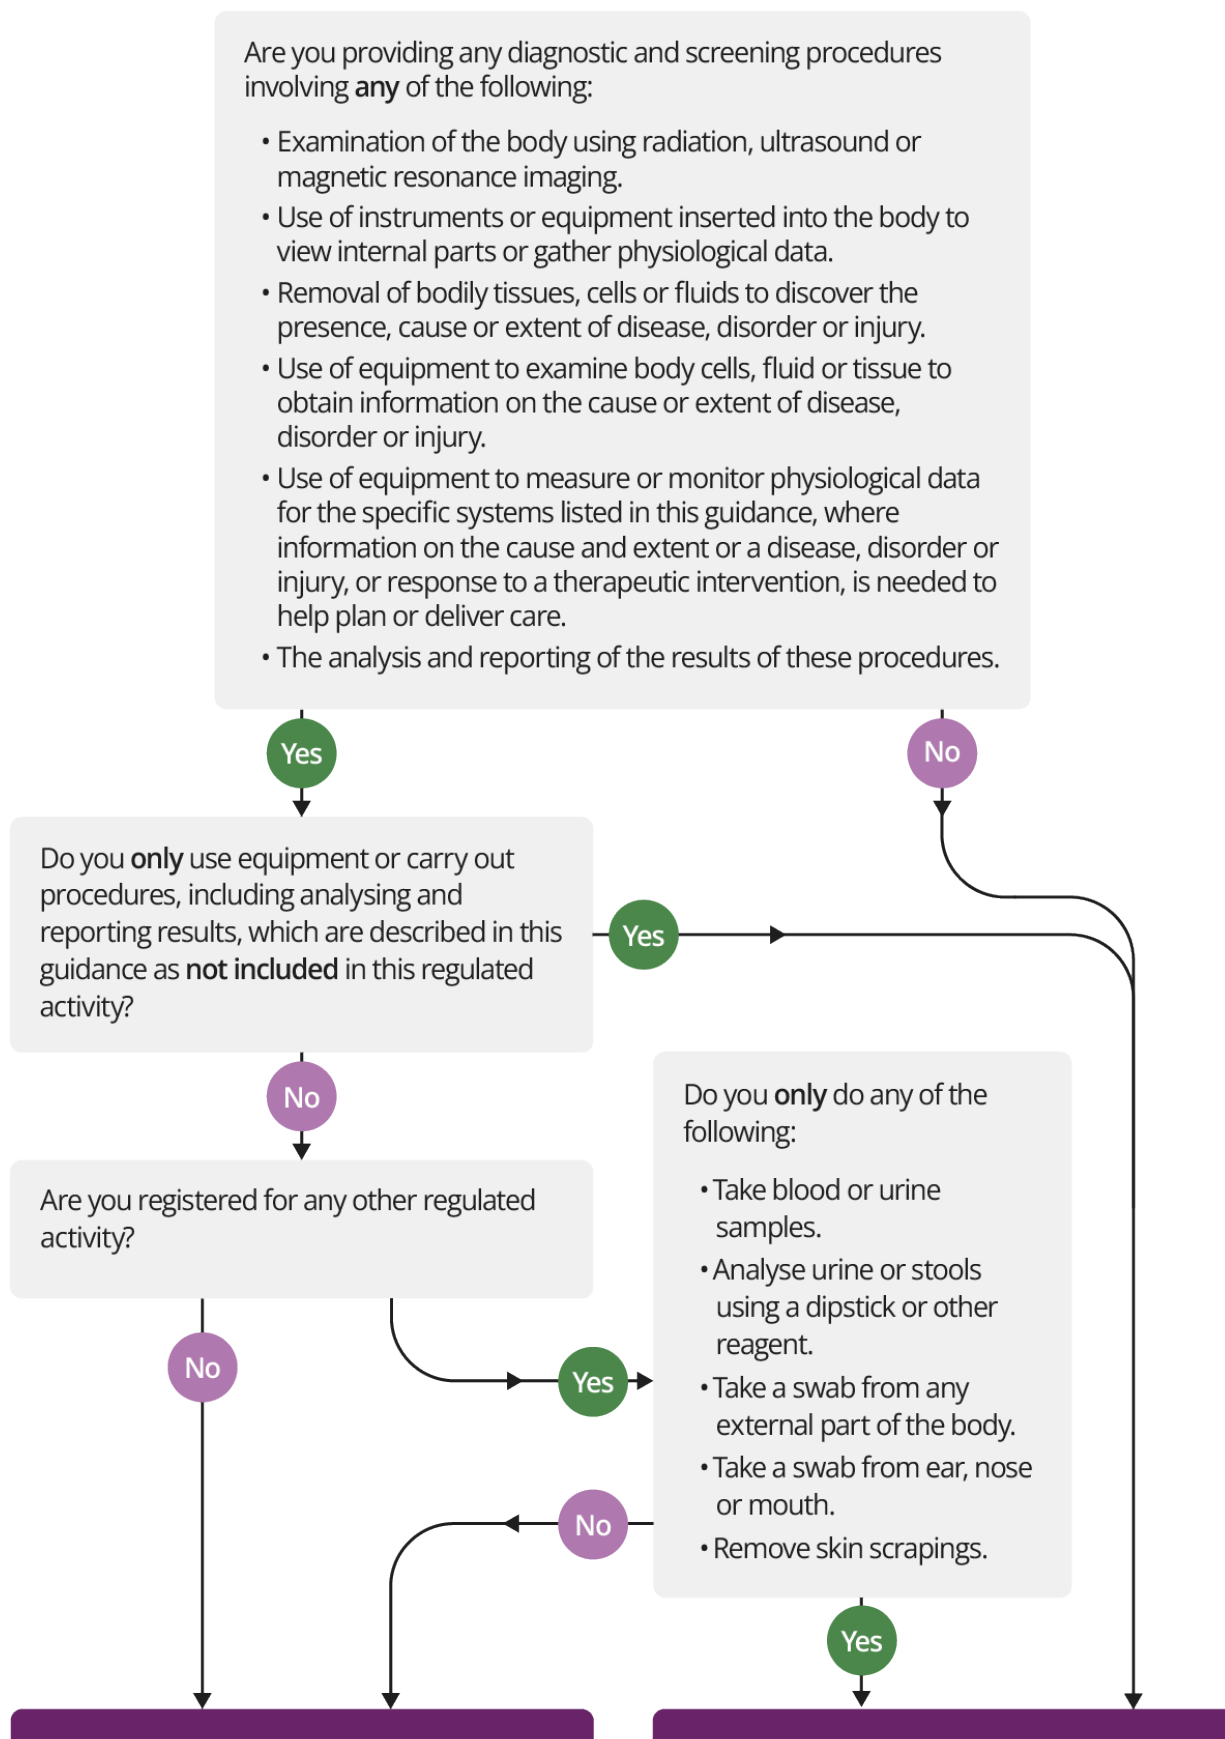 Are you providing any diagnostic and screening procedures
involving any of the following:
• Examination of the body using radiation, ultrasound or
magnetic resonance imaging.
• Use of instruments or equipment inserted into the body to
view internal parts or gather physiological data.
• Removal of bodily tissues, cells or fluids to discover the
presence, cause or extent of disease, disorder or injury.
• Use of equipment to examine body cells, fluid or tissue to
obtain information on the cause or extent of disease,
disorder or injury.
• Use of equipment to measure or monitor physiological data
for the specific systems listed in this guidance, where
information on the cause and extent or a disease, disorder or
injury, or response to a therapeutic intervention, is needed to
help plan or deliver care.
• The analysis and reporting of the results of these procedures.
Yes
No
Do you only use equipment or carry out
procedures, including analysing and
reporting results, which are described in this
guidance as not included in this regulated
activity?
Yes
No
Are you registered for any other regulated
activity?
No
Yes
Do you only do any of the
following:
• Take blood or urine
samples.
• Analyse urine or stools
using a dipstick or other
reagent.
• Take a swab from any
external part of the body.
• Take a swab from ear, nose
or mouth.
• Remove skin scrapings.
No
Yes